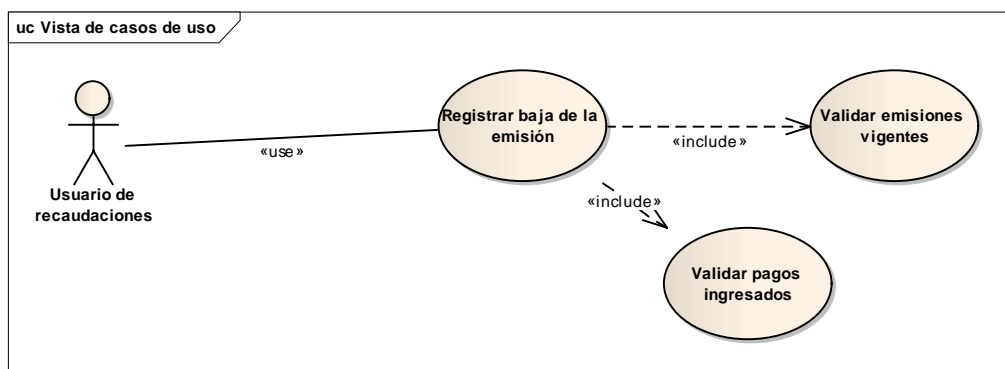 uc Vista de casos de uso
Usuario de
recaudaciones
«use»
Registrar baja de la
emisión
«include»
Validar emisiones
vigentes
«include»
Validar pagos
ingresados